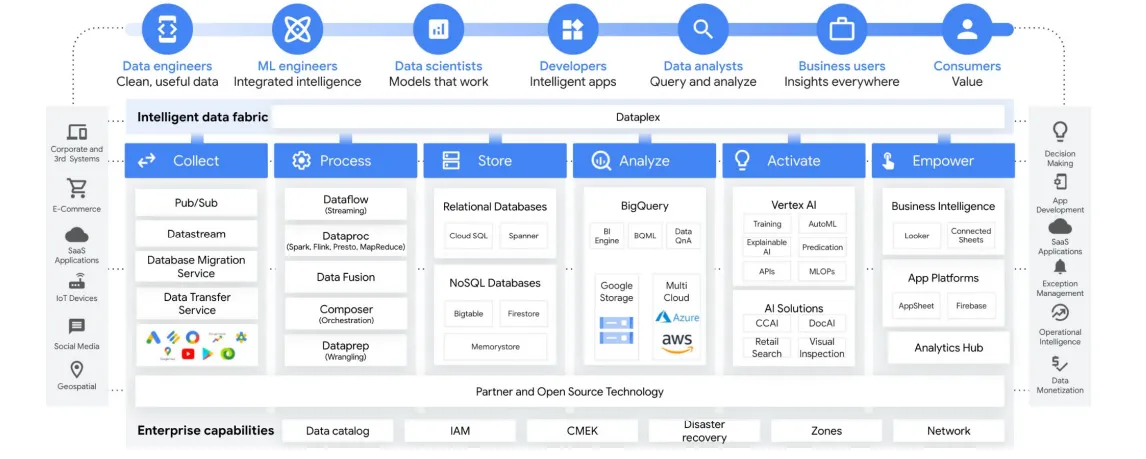 Data engineers
Clean, useful data
ML engineers
Integrated intelligence
Data scientists
Models that work
Developers
Intelligent apps
Data analysts
Query and analyze
Business users
Insights everywhere
Consumers
Value
Corporate and
3rd Systems
E-Commerce
SaaS
Applications
IoT Devices
Social Media
Geospatial
Intelligent data fabric
Dataplex
Collect
Pub/Sub
Datastream
Database Migration
Service
Data Transfer
Service
Process
Dataflow
(Streaming)
Dataproc
(Spark, Flink, Presto, MapReduce)
Data Fusion
Composer
(Orchestration)
Dataprep
(Wrangling)
Store
Relational Databases
Cloud SQL
Spanner
NoSQL Databases
Bigtable
Firestore
Memorystore
Analyze
BigQuery
BI
Engine
BQML
Data
QnA
Google
Storage
Multi
Cloud
Azure
aws
Activate
Vertex AI
Training
AutoML
Explainable
AI
Predication
APIs
MLOPs
AI Solutions
CCAI
DocAI
Retail
Search
Visual
Inspection
Empower
Business Intelligence
Looker
Connected
Sheets
App Platforms
AppSheet
Firebase
Analytics Hub
Partner and Open Source Technology
Enterprise capabilities
Data catalog
IAM
CMEK
Disaster
recovery
Zones
Network
Decision
Making
App
Development
SaaS
Applications
Exception
Management
Operational
Intelligence
Data
Monetization